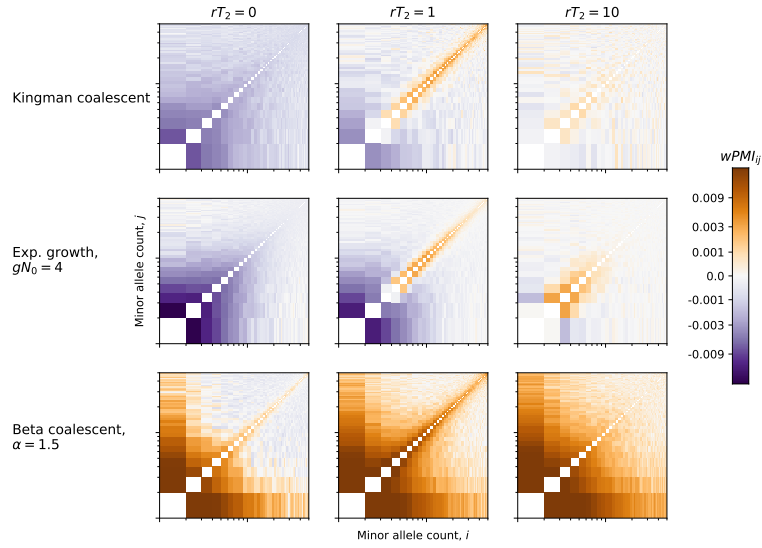 rT₂ = 0
rT₂ = 1
rT₂ = 10
Kingman coalescent
wPMIᵢⱼ
0.009
0.003
0.001
0.0
-0.001
-0.003
-0.009
Exp. growth,
gN₀ = 4
Minor allele count, j
Beta coalescent,
α = 1.5
Minor allele count, i